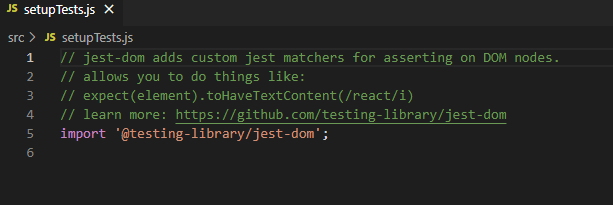 JS setupTests.js ×
src > JS setupTests.js
1 // jest-dom adds custom jest matchers for asserting on DOM nodes.
2 // allows you to do things like:
3 // expect(element).toHaveTextContent(/react/i)
4 // learn more: https://github.com/testing-library/jest-dom
5 import '@testing-library/jest-dom';
6